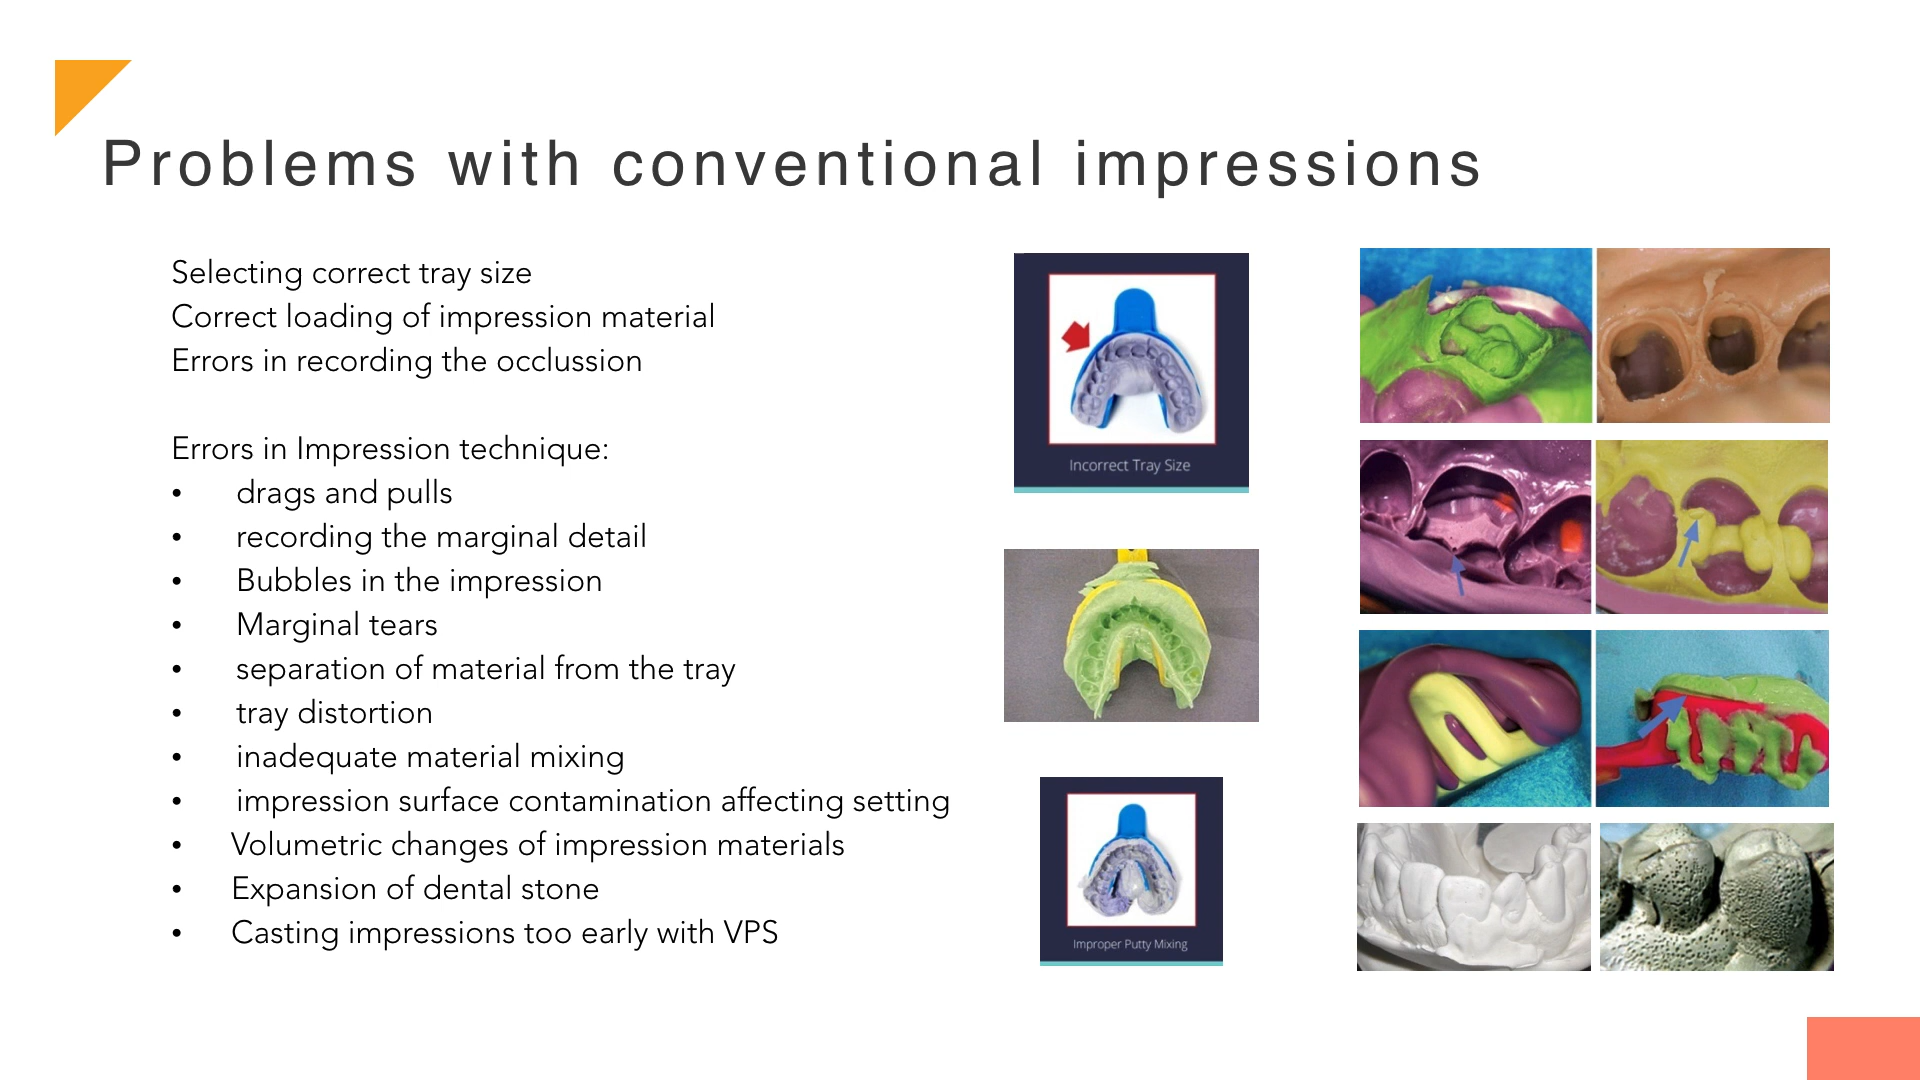 Problems with conventional impressions
Selecting correct tray size
Correct loading of impression material
Errors in recording the occlussion
Errors in Impression technique:
• drags and pulls
• recording the marginal detail
• Bubbles in the impression
• Marginal tears
• separation of material from the tray
• tray distortion
• inadequate material mixing
• impression surface contamination affecting setting
• Volumetric changes of impression materials
• Expansion of dental stone
• Casting impressions too early with VPS
Incorrect Tray Size
Improper Putty Mixing